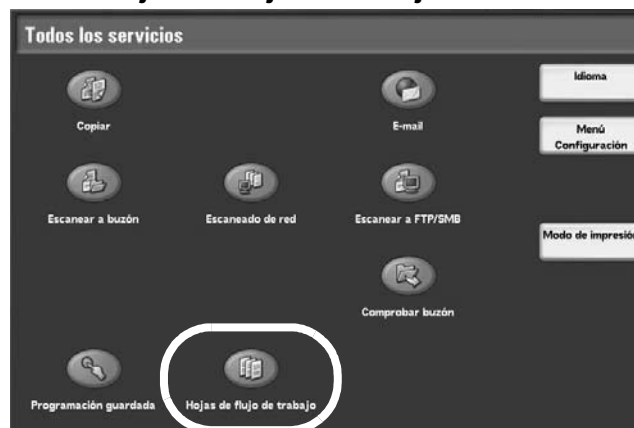 Todos los servicios
Idioma
Copiar
E-mail
Menú
Configuración
Escanear a buzón
Escaneado de red
Escanear a FTP/SMB
Modo de impresión
Comprobar buzón
Programación guardada
Hojas de flujo de trabajo